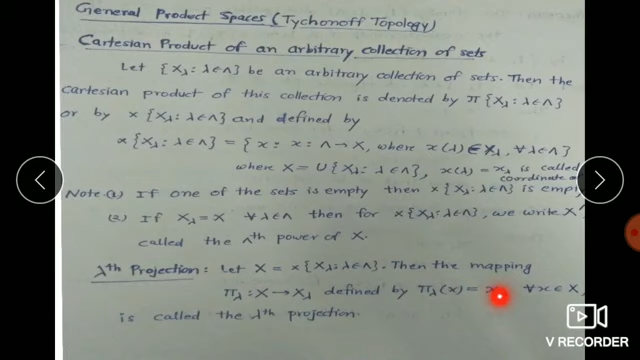 General Product Spaces (Tychonoff Topology)
Cartesian Product of an arbitrary collection of sets
Let {Xλ : λ∈Λ} be an arbitrary collection of sets. Then the
cartesian product of this collection is denoted by π{Xλ : λ∈Λ}
or by ×{Xλ : λ∈Λ} and defined by
×{Xλ : λ∈Λ} = { x : x : Λ→X, where x(λ)∈Xλ, ∀λ∈Λ}
where X = ∪{Xλ : λ∈Λ}, x(λ) = xλ is called
coordinate
Note. (1) If one of the sets is empty then ×{Xλ : λ∈Λ} is empt
(2) If Xλ = X ∀λ∈Λ then for ×{Xλ : λ∈Λ}, we write X^
called the Λth power of X.
λth Projection : Let X = ×{Xλ : λ∈Λ}. Then the mapping
πλ : X → Xλ defined by πλ(x) = x ∀x∈X,
is called the λth projection.
V RECORDER